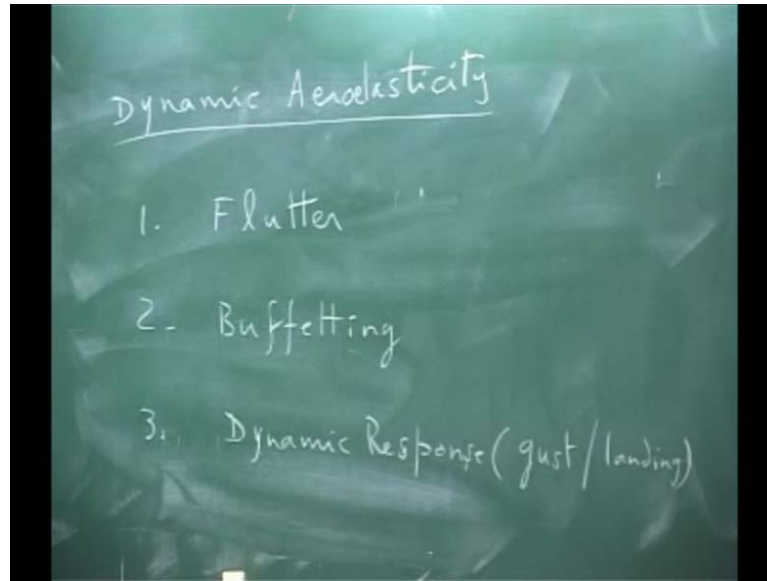 Dynamic Aeroelasticity
1. Flutter
2. Buffetting
3. Dynamic Response (gust/landing)